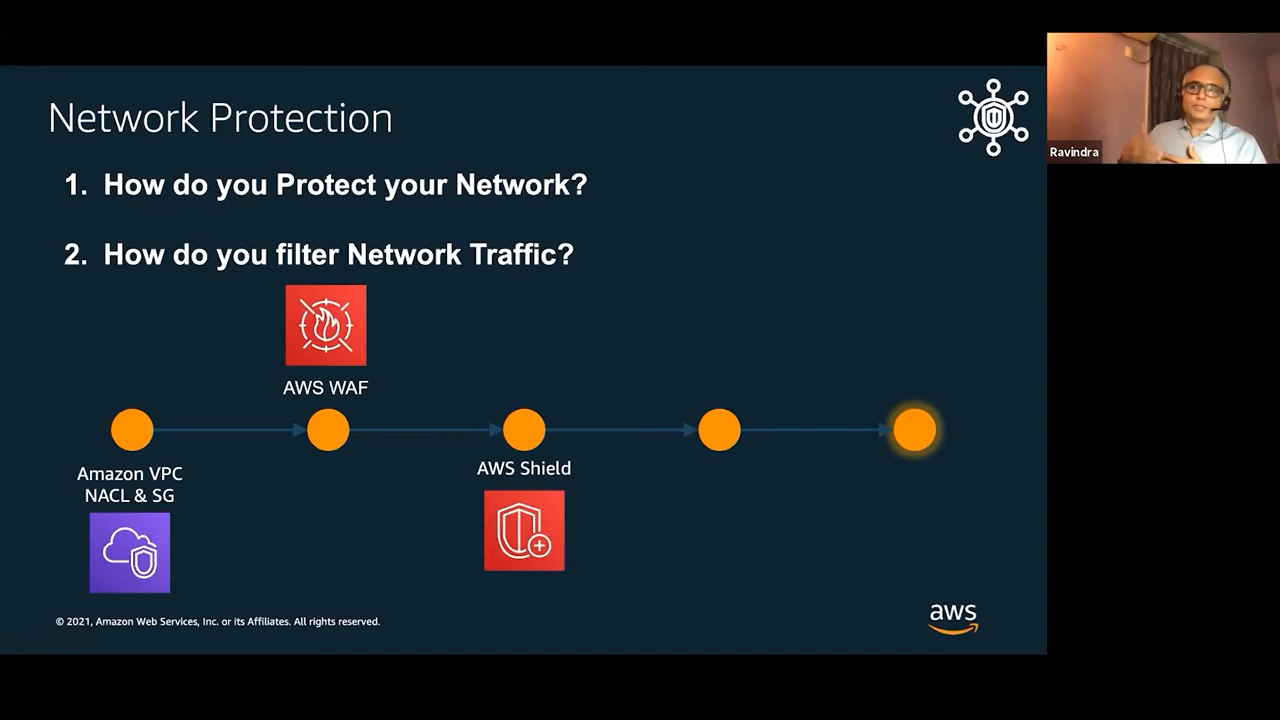 Network Protection
Ravindra
1. How do you Protect your Network?
2. How do you filter Network Traffic?
AWS WAF
Amazon VPC
NACL & SG
AWS Shield
© 2021, Amazon Web Services, Inc. or its Affiliates. All rights reserved.
aws